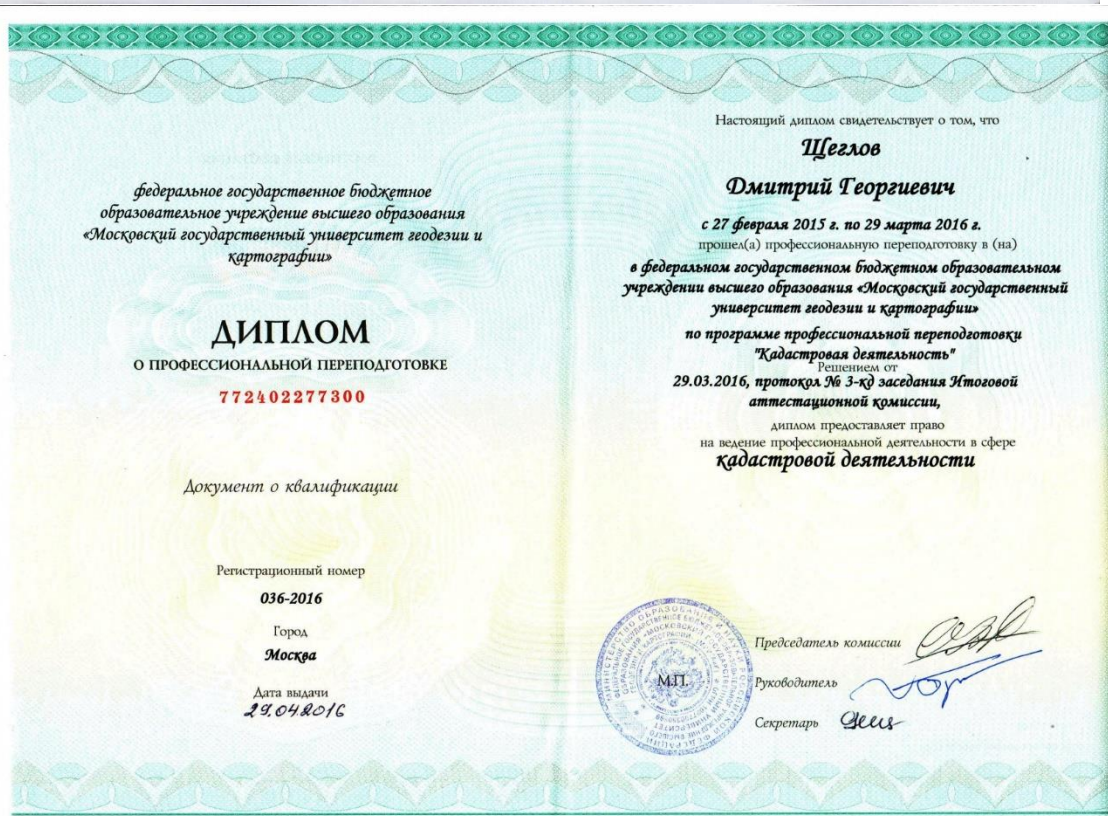 федеральное государственное бюджетное
образовательное учреждение высшего образования
«Московский государственный университет геодезии и
картографии»
ДИПЛОМ
О ПРОФЕССИОНАЛЬНОЙ ПЕРЕПОДГОТОВКЕ
772402277300
Документ о квалификации
Регистрационный номер
036-2016
Город
Москва
Дата выдачи
29.04.2016
Настоящий диплом свидетельствует о том, что
Щеглов
Дмитрий Георгиевич
с 27 февраля 2015 г. по 29 марта 2016 г.
прошел(а) профессиональную переподготовку в (на)
в федеральном государственном бюджетном образовательном
учреждении высшего образования «Московский государственный
университет геодезии и картографии»
по программе профессиональной переподготовки
"Кадастровая деятельность"
Решением от
29.03.2016, протокол № 3-кд заседания Итоговой
аттестационной комиссии,
диплом предоставляет право
на ведение профессиональной деятельности в сфере
кадастровой деятельности
Председатель комиссии
М.П.
Руководитель
Секретарь